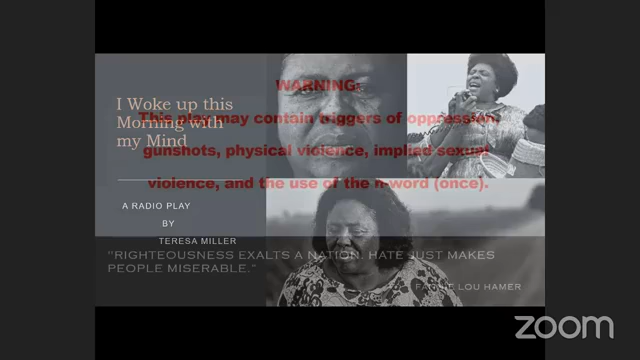 I Woke up this
Morning with
my Mind
WARNING:
This play may contain triggers of oppression,
gunshots, physical violence, implied sexual
violence, and the use of the n-word (once).
A RADIO PLAY
BY
TERESA MILLER
"RIGHTEOUSNESS EXALTS A NATION. HATE JUST MAKES
PEOPLE MISERABLE."
FANNIE LOU HAMER
zoom